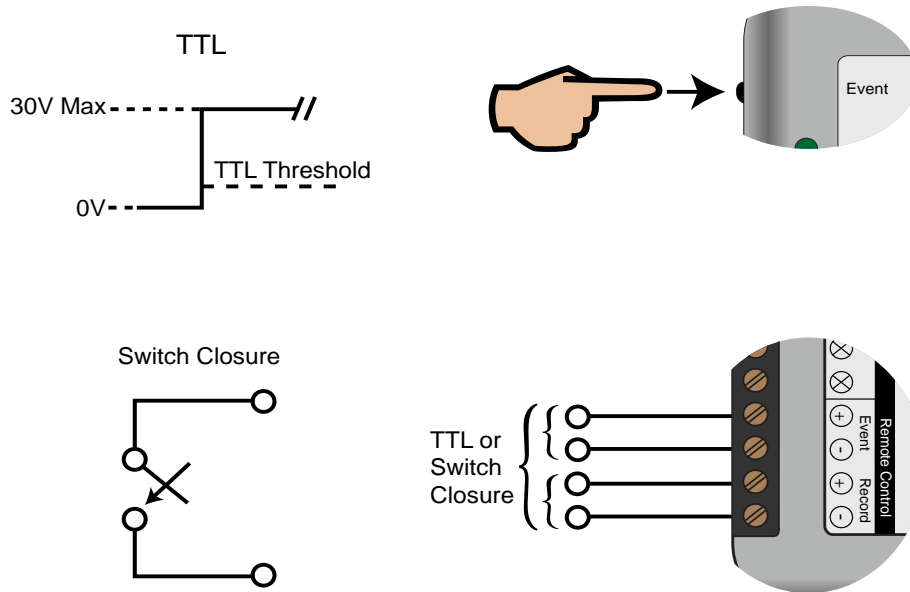 TTL
30V Max
TTL Threshold
0V
Event
Switch Closure
TTL or
Switch
Closure
+
Event
-
+
Record
-
Remote Control